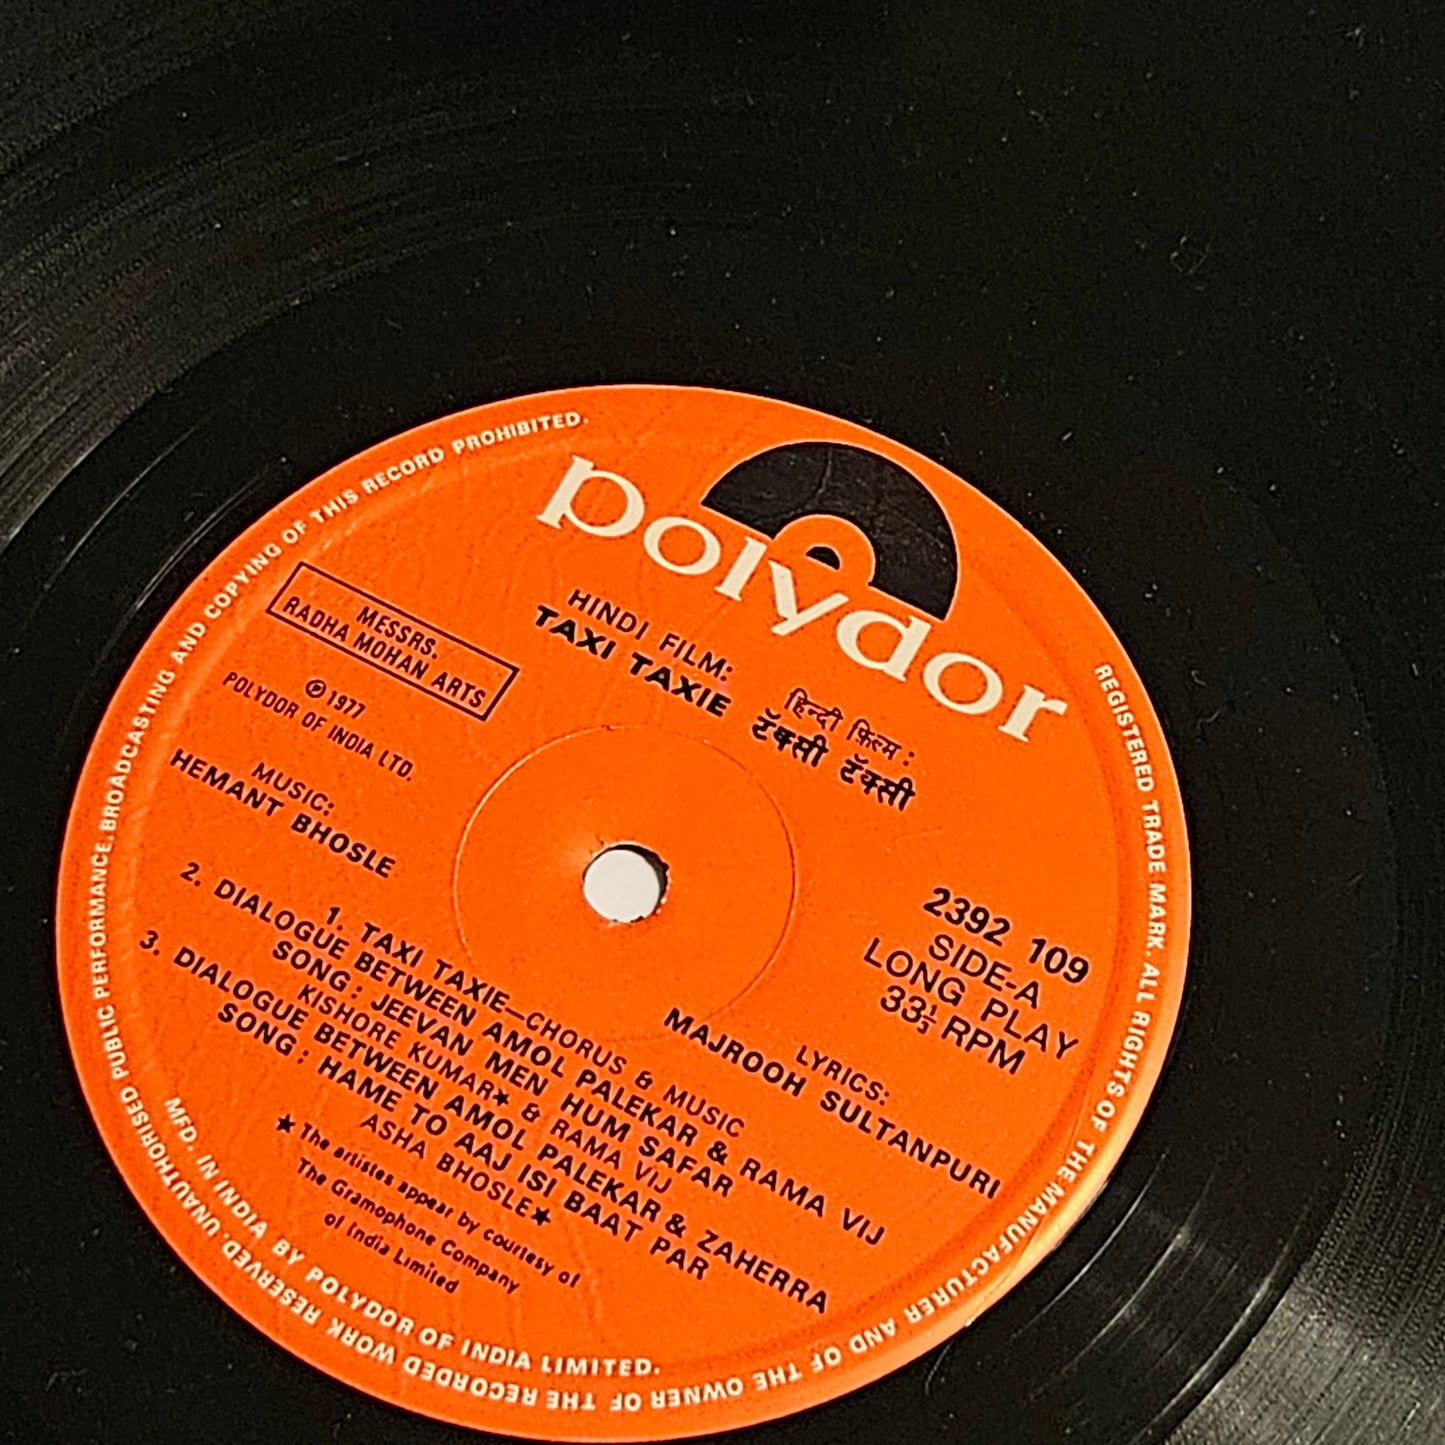 polydor
HINDI FILM:
TAXI TAXIE
हिन्दी फ़िल्म :
टॅक्सी टॅक्सी
MESSRS.
RADHA MOHAN ARTS
℗ 1977
POLYDOR OF INDIA LTD.
MUSIC:
HEMANT BHOSLE
2392 109
SIDE-A
LONG PLAY
33⅓ RPM
LYRICS:
MAJROOH SULTANPURI
1. TAXI TAXIE—CHORUS & MUSIC
2. DIALOGUE BETWEEN AMOL PALEKAR & RAMA VIJ
SONG: JEEVAN MEN HUM SAFAR
KISHORE KUMAR★ & RAMA VIJ
3. DIALOGUE BETWEEN AMOL PALEKAR & ZAHERRA
SONG: HAME TO AAJ ISI BAAT PAR
ASHA BHOSLE★
★ The artistes appear by courtesy of
The Gramophone Company
of India Limited
MFD. IN INDIA BY POLYDOR OF INDIA LIMITED.
REGISTERED TRADE MARK. ALL RIGHTS OF THE MANUFACTURER AND OF THE OWNER OF THE RECORDED WORK RESERVED. UNAUTHORISED PUBLIC PERFORMANCE, BROADCASTING AND COPYING OF THIS RECORD PROHIBITED.